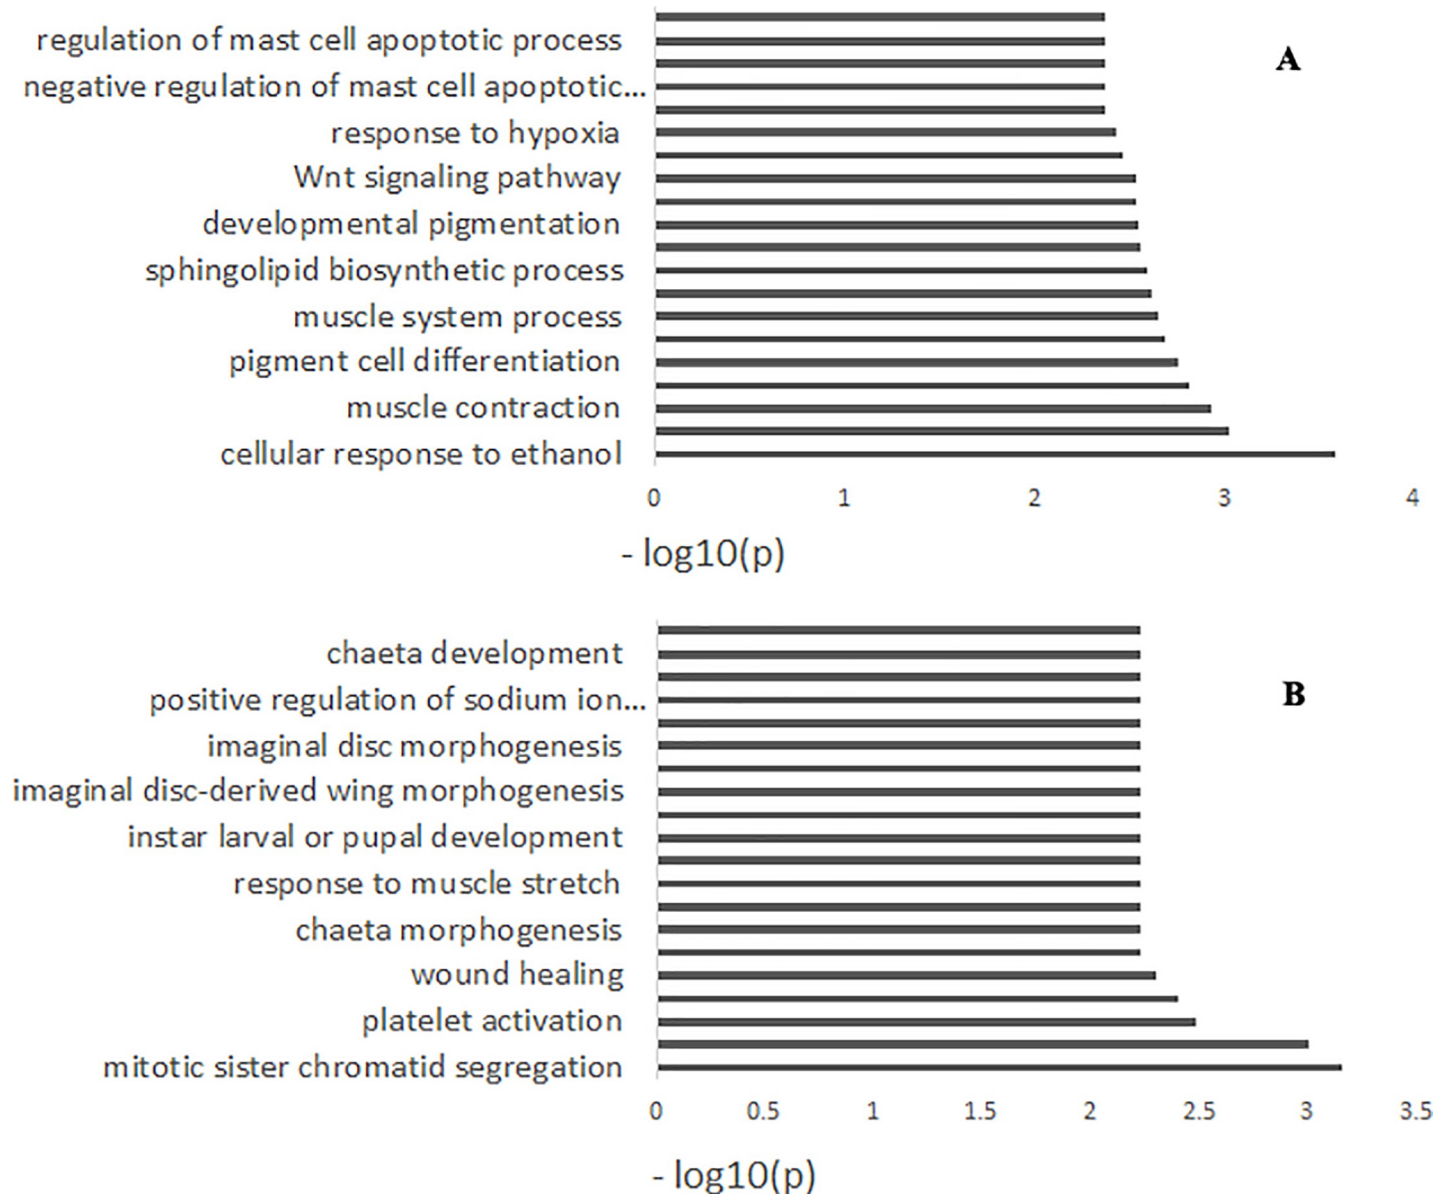 regulation of mast cell apoptotic process
A
negative regulation of mast cell apoptotic...
response to hypoxia
Wnt signaling pathway
developmental pigmentation
sphingolipid biosynthetic process
muscle system process
pigment cell differentiation
muscle contraction
cellular response to ethanol
0 1 2 3 4
- log10(p)
chaeta development
B
positive regulation of sodium ion...
imaginal disc morphogenesis
imaginal disc-derived wing morphogenesis
instar larval or pupal development
response to muscle stretch
chaeta morphogenesis
wound healing
platelet activation
mitotic sister chromatid segregation
0 0.5 1 1.5 2 2.5 3 3.5
- log10(p)